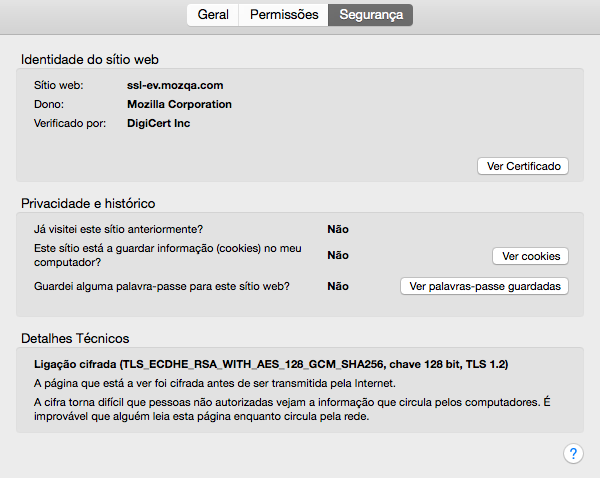 Geral Permissões Segurança
Identidade do sítio web
Sítio web: ssl-ev.mozqa.com
Dono: Mozilla Corporation
Verificado por: DigiCert Inc
Ver Certificado
Privacidade e histórico
Já visitei este sítio anteriormente? Não
Este sítio está a guardar informação (cookies) no meu
computador? Não Ver cookies
Guardei alguma palavra-passe para este sítio web? Não Ver palavras-passe guardadas
Detalhes Técnicos
Ligação cifrada (TLS_ECDHE_RSA_WITH_AES_128_GCM_SHA256, chave 128 bit, TLS 1.2)
A página que está a ver foi cifrada antes de ser transmitida pela Internet.
A cifra torna difícil que pessoas não autorizadas vejam a informação que circula pelos computadores. É
improvável que alguém leia esta página enquanto circula pela rede.
?